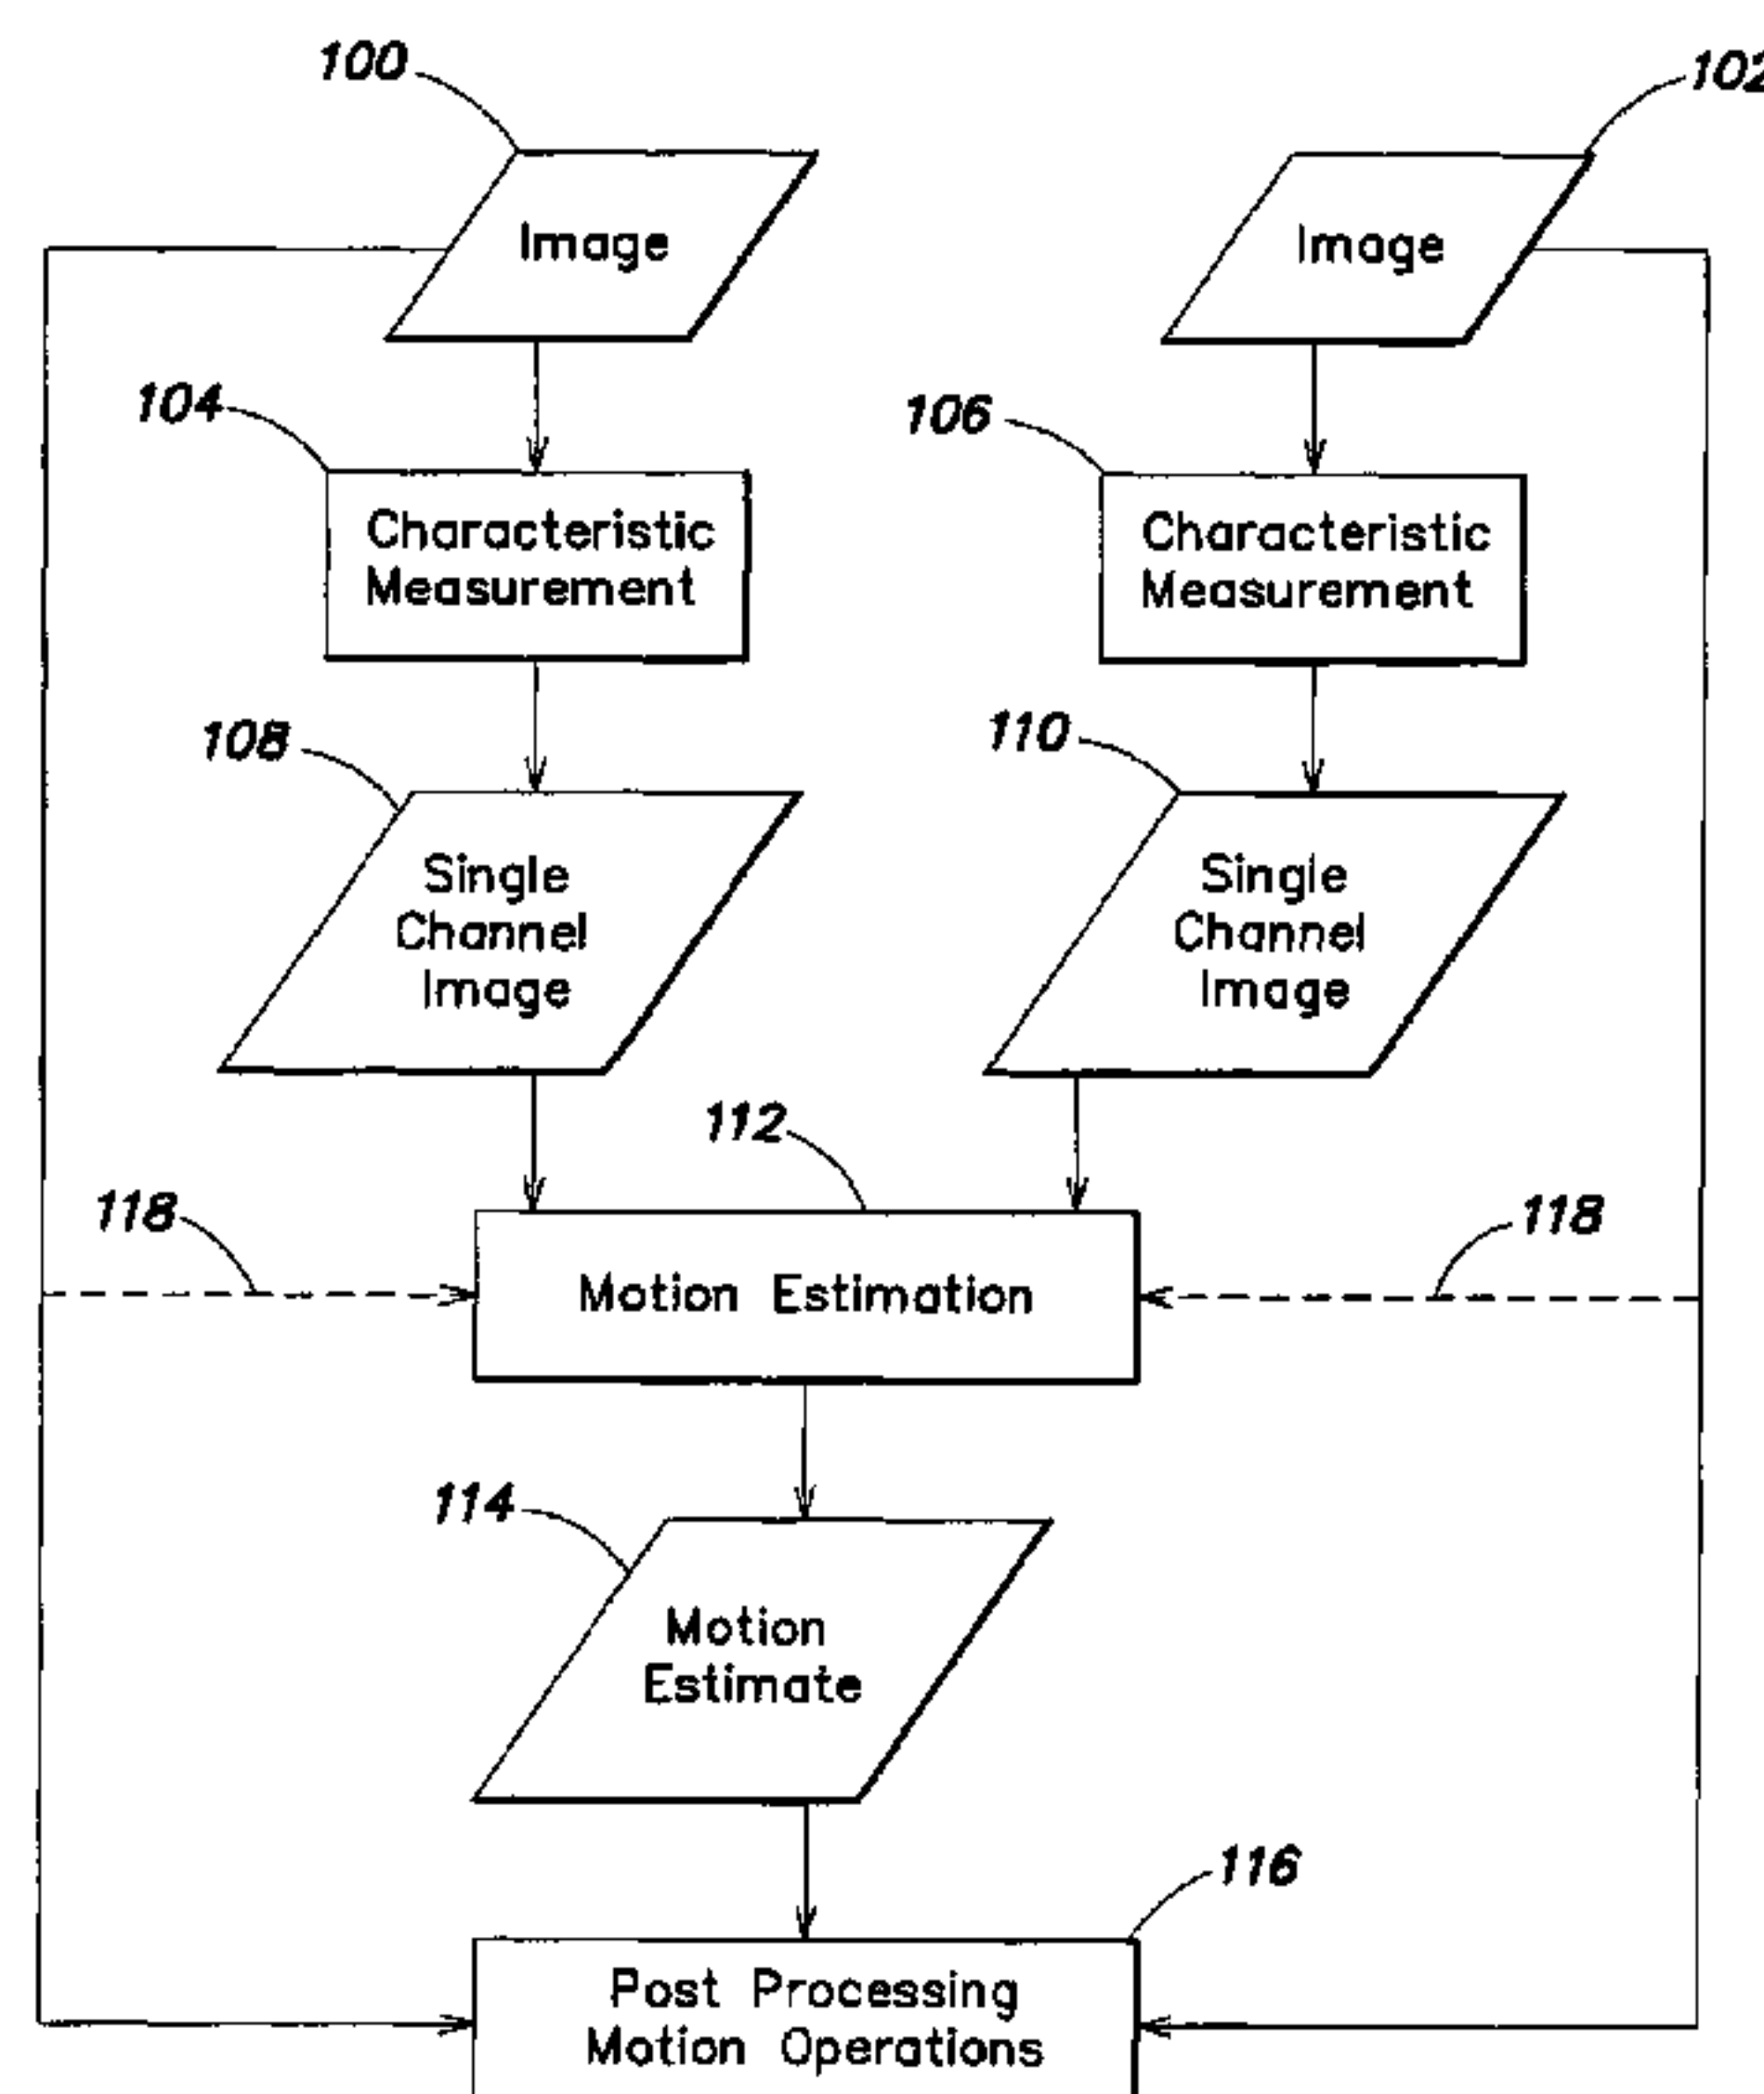 100
102
Image
Image
104
106
Characteristic
Measurement
Characteristic
Measurement
108
110
Single
Channel
Image
Single
Channel
Image
112
118
118
Motion Estimation
114
Motion
Estimate
116
Post Processing
Motion Operations